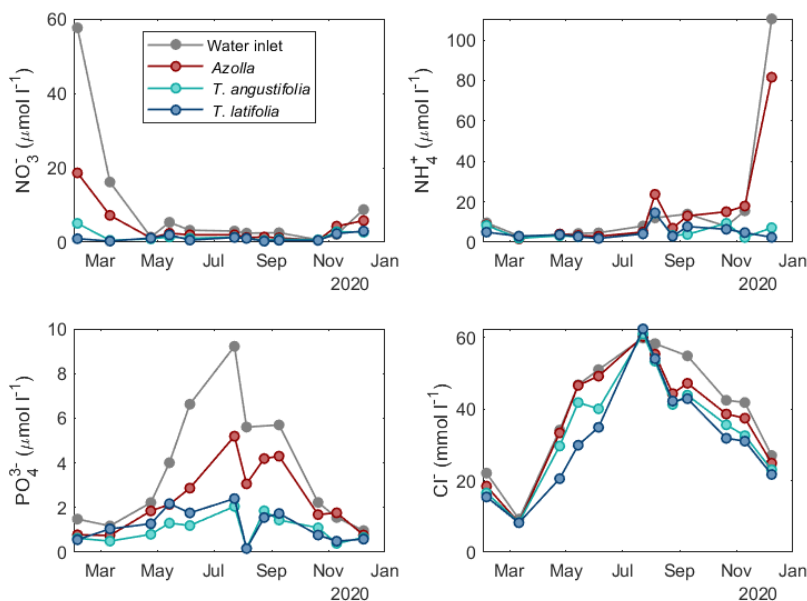 60
40
20
0
NO₃⁻ (μmol l⁻¹)
Water inlet
Azolla
T. angustifolia
T. latifolia
Mar May Jul Sep Nov Jan
2020
100
80
60
40
20
0
NH₄⁺ (μmol l⁻¹)
Mar May Jul Sep Nov Jan
2020
10
8
6
4
2
0
PO₄³⁻ (μmol l⁻¹)
Mar May Jul Sep Nov Jan
2020
60
40
20
0
Cl⁻ (mmol l⁻¹)
Mar May Jul Sep Nov Jan
2020